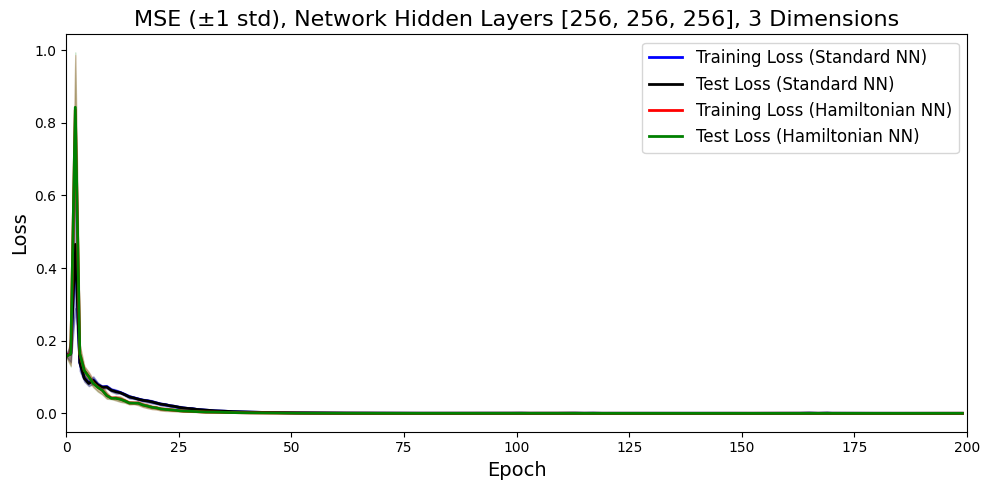 MSE (±1 std), Network Hidden Layers [256, 256, 256], 3 Dimensions
Training Loss (Standard NN)
Test Loss (Standard NN)
Training Loss (Hamiltonian NN)
Test Loss (Hamiltonian NN)
Loss
1.0
0.8
0.6
0.4
0.2
0.0
0 25 50 75 100 125 150 175 200
Epoch